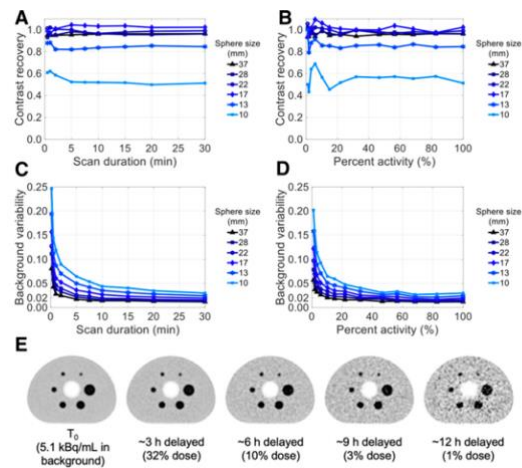 A
Contrast recovery
1.0
0.8
0.6
0.4
0.2
0.0
0 5 10 15 20 25 30
Scan duration (min)
Sphere size
(mm)
37
28
22
17
13
10
B
Contrast recovery
1.0
0.8
0.6
0.4
0.2
0.0
0 20 40 60 80 100
Percent activity (%)
Sphere size
(mm)
37
28
22
17
13
10
C
Background variability
0.25
0.20
0.15
0.10
0.05
0.02
0.00
0 5 10 15 20 25 30
Scan duration (min)
Sphere size
(mm)
37
28
22
17
13
10
D
Background variability
0.25
0.20
0.15
0.10
0.05
0.02
0.00
0 20 40 60 80 100
Percent activity (%)
Sphere size
(mm)
37
28
22
17
13
10
E
T0
(5.1 kBq/mL in
background)
~3 h delayed
(32% dose)
~6 h delayed
(10% dose)
~9 h delayed
(3% dose)
~12 h delayed
(1% dose)